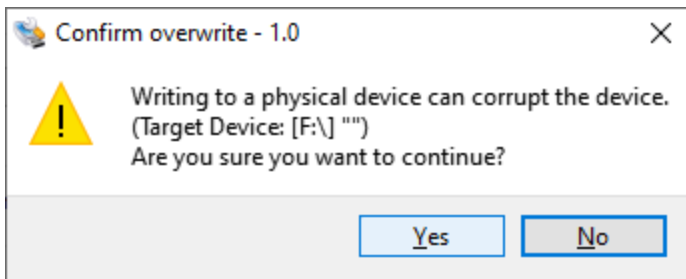 Confirm overwrite - 1.0
Writing to a physical device can corrupt the device.
(Target Device: [F:\] "")
Are you sure you want to continue?
Yes
No